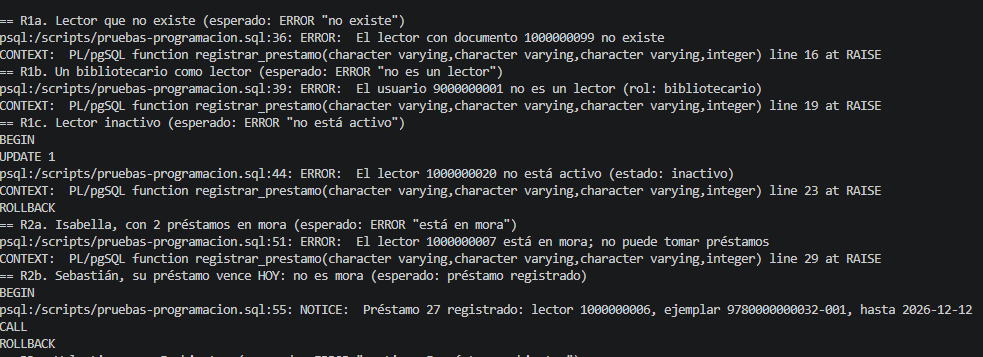 == R1a. Lector que no existe (esperado: ERROR "no existe")
psql:/scripts/pruebas-programacion.sql:36: ERROR:  El lector con documento 1000000099 no existe
CONTEXT:  PL/pgSQL function registrar_prestamo(character varying,character varying,character varying,integer) line 16 at RAISE
== R1b. Un bibliotecario como lector (esperado: ERROR "no es un lector")
psql:/scripts/pruebas-programacion.sql:39: ERROR:  El usuario 9000000001 no es un lector (rol: bibliotecario)
CONTEXT:  PL/pgSQL function registrar_prestamo(character varying,character varying,character varying,integer) line 19 at RAISE
== R1c. Lector inactivo (esperado: ERROR "no está activo")
BEGIN
UPDATE 1
psql:/scripts/pruebas-programacion.sql:44: ERROR:  El lector 1000000020 no está activo (estado: inactivo)
CONTEXT:  PL/pgSQL function registrar_prestamo(character varying,character varying,character varying,integer) line 23 at RAISE
ROLLBACK
== R2a. Isabella, con 2 préstamos en mora (esperado: ERROR "está en mora")
psql:/scripts/pruebas-programacion.sql:51: ERROR:  El lector 1000000007 está en mora; no puede tomar préstamos
CONTEXT:  PL/pgSQL function registrar_prestamo(character varying,character varying,character varying,integer) line 29 at RAISE
== R2b. Sebastián, su préstamo vence HOY: no es mora (esperado: préstamo registrado)
BEGIN
psql:/scripts/pruebas-programacion.sql:55: NOTICE:  Préstamo 27 registrado: lector 1000000006, ejemplar 9780000000032-001, hasta 2026-12-12
CALL
ROLLBACK